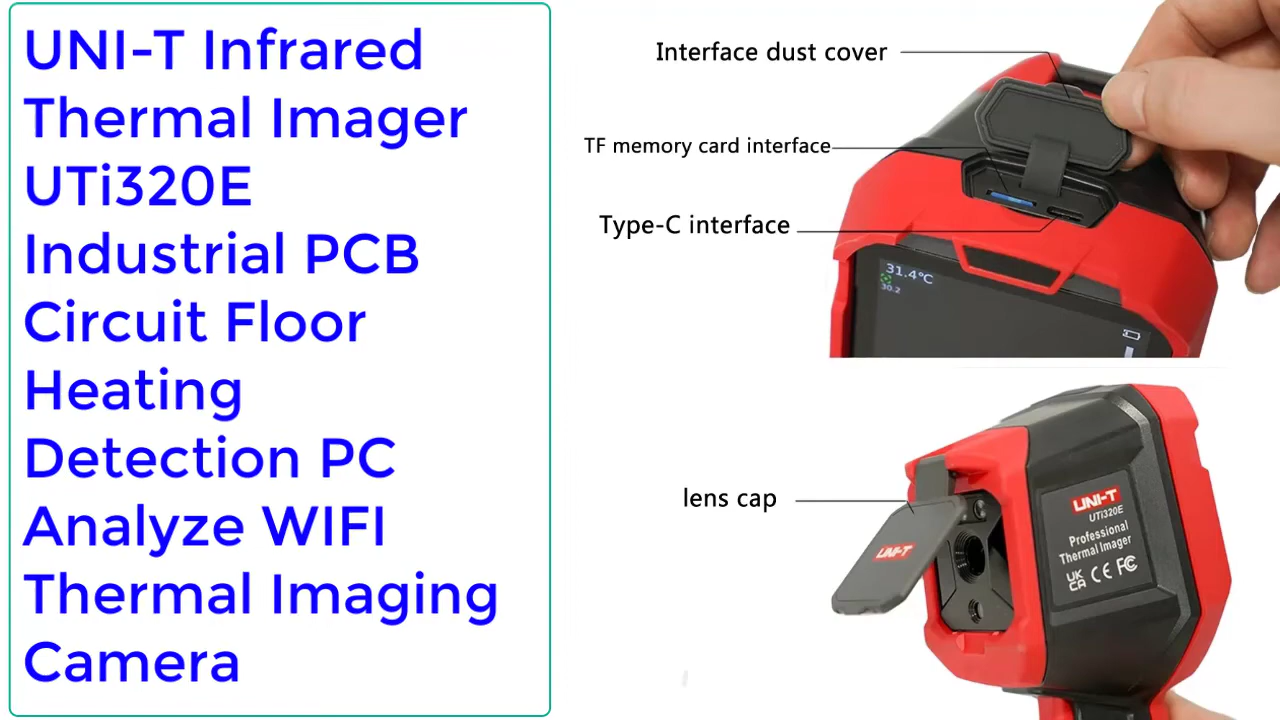 UNI-T Infrared
Thermal Imager
UTi320E
Industrial PCB
Circuit Floor
Heating
Detection PC
Analyze WIFI
Thermal Imaging
Camera
Interface dust cover
TF memory card interface
Type-C interface
31.4°C
30.2
lens cap
UNI-T
UNI-T
UTi320E
Professional
Thermal Imager
UK CA CE FC